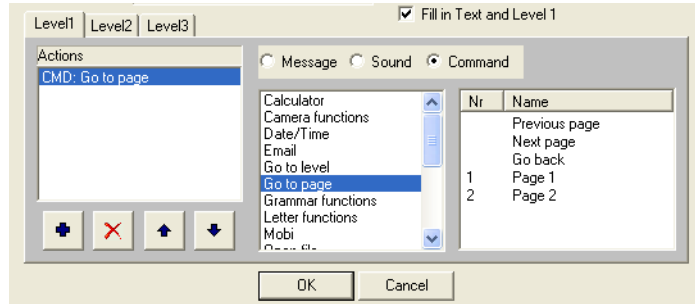 Level1 Level2 Level3
Fill in Text and Level 1
Actions
CMD: Go to page
Message Sound Command
Calculator
Camera functions
Date/Time
Email
Go to level
Go to page
Grammar functions
Letter functions
Mobi
Open file
Nr Name
Previous page
Next page
Go back
1 Page 1
2 Page 2
OK Cancel